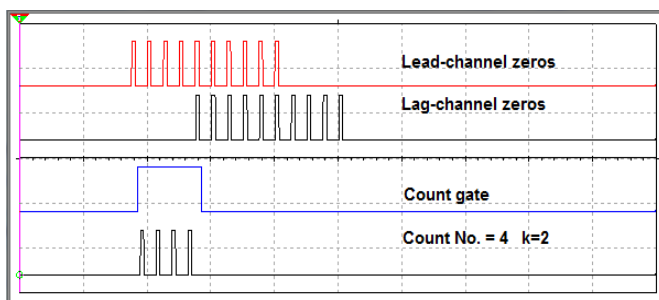 Lead-channel zeros
Lag-channel zeros
Count gate
Count No. = 4 k=2